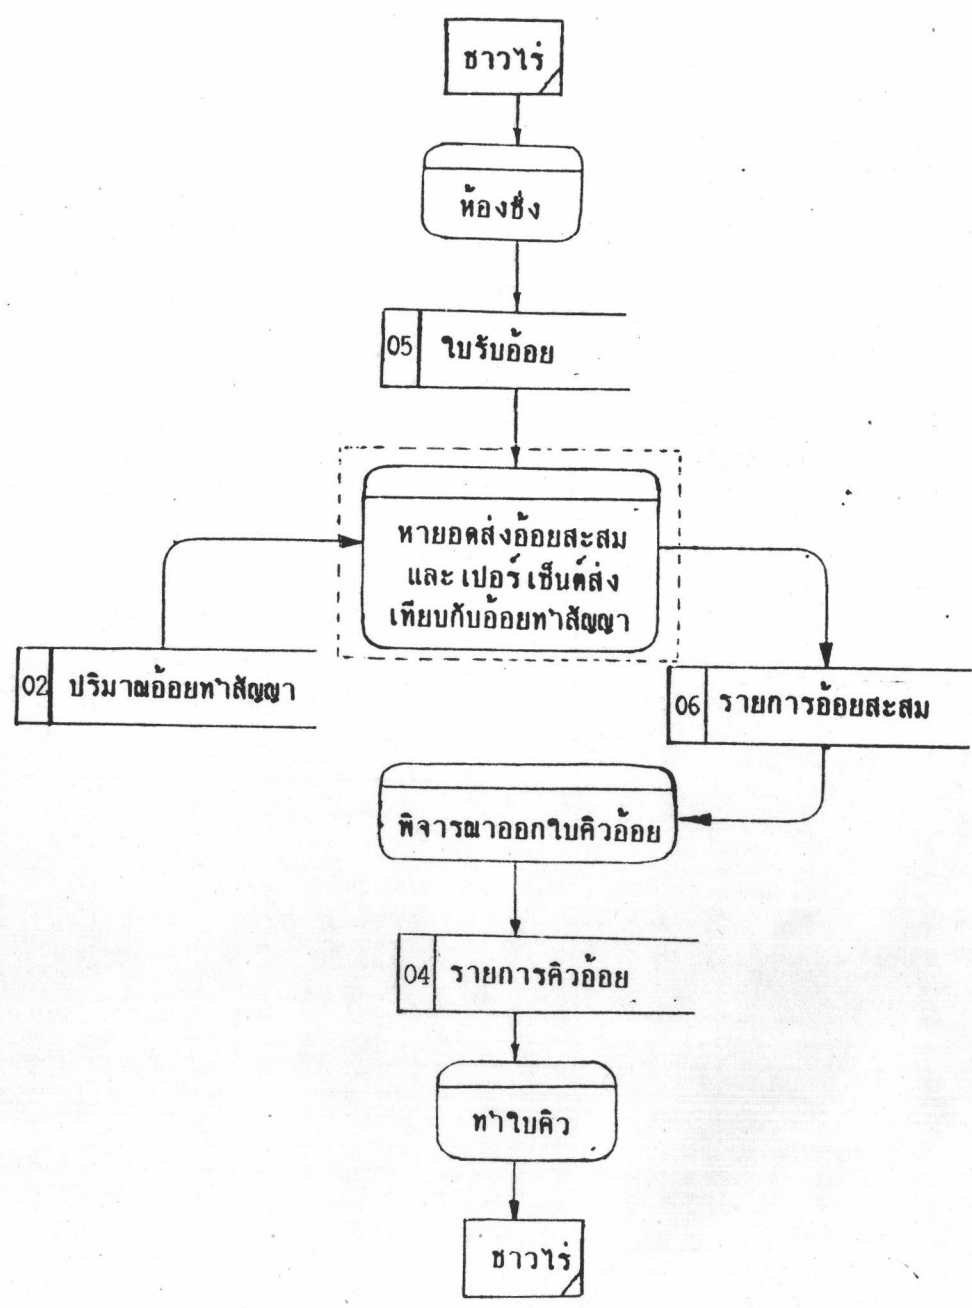 ชาวไร่
ห้องชั่ง
05 ใบรับอ้อย
หายอดส่งอ้อยสะสม
และ เปอร์ เซ็นต์ส่ง
เทียบกับอ้อยทำสัญญา
02 ปริมาณอ้อยทำสัญญา
06 รายการอ้อยสะสม
พิจารณาออกใบคิวอ้อย
04 รายการคิวอ้อย
ทำใบคิว
ชาวไร่